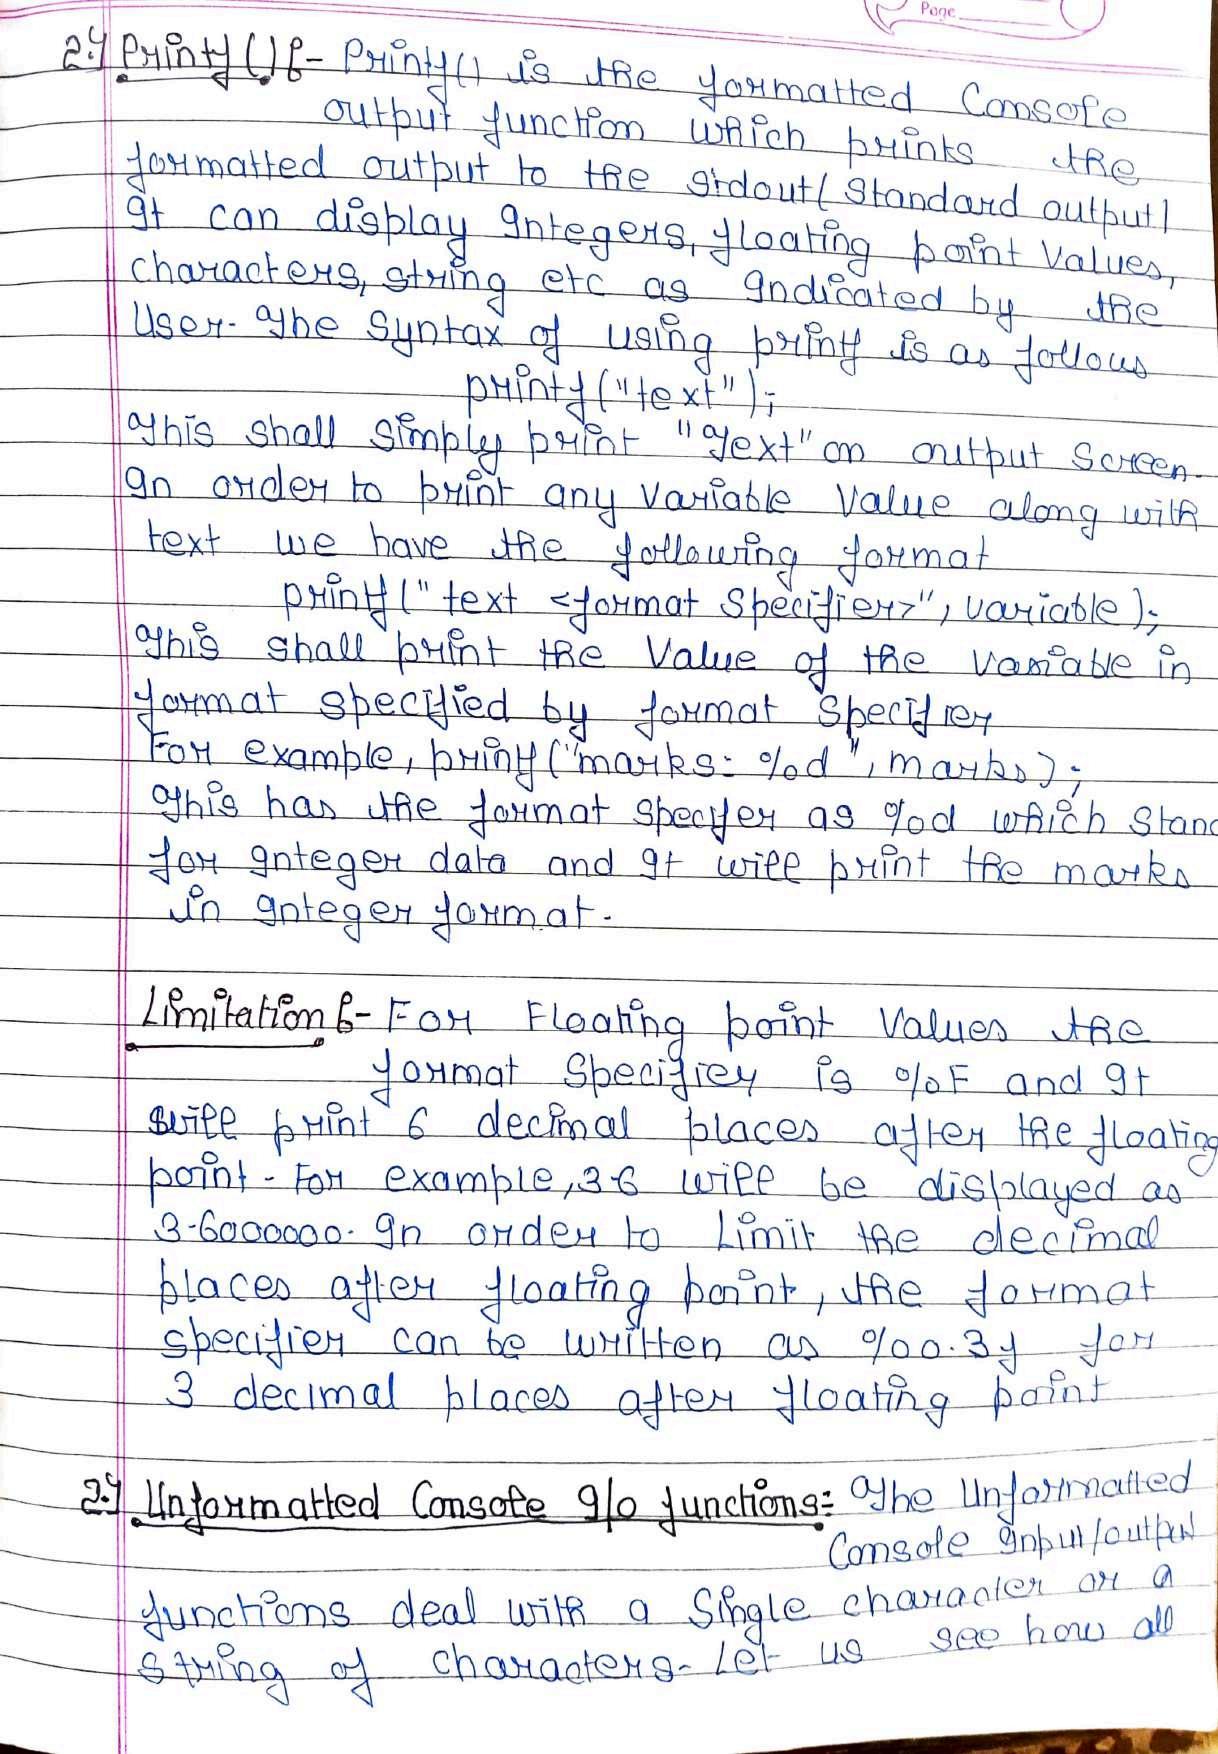 Page
2.4 Printf() :- Printf() is the formatted Console
output function which prints the
formatted output to the stdout (Standard output)
It can display Integers, floating point Values,
characters, string etc as Indicated by the
User. The Syntax of using printf is as follows
printf("text");
This shall simply print "Text" on output Screen.
In order to print any Variable Value along with
text we have the following format
printf(" text <format Specifier>", variable);
This shall print the Value of the variable in
format specified by format Specifier
For example, printf("marks: %d", marks);
This has the format specifer as %d which Stand
for Integer data and It will print the marks
in Integer format.
Limitation :- For Floating point Values the
format Specifier is %F and It
will print 6 decimal places after the floating
point. For example, 3.6 will be displayed as
3.6000000. In order to Limit the decimal
places after floating point, the format
specifier can be written as %0.3f for
3 decimal places after floating point
2.4 Unformatted Console I/O functions:- The Unformatted
Console Input/output
functions deal with a Single character or a
string of characters. Let us see how all